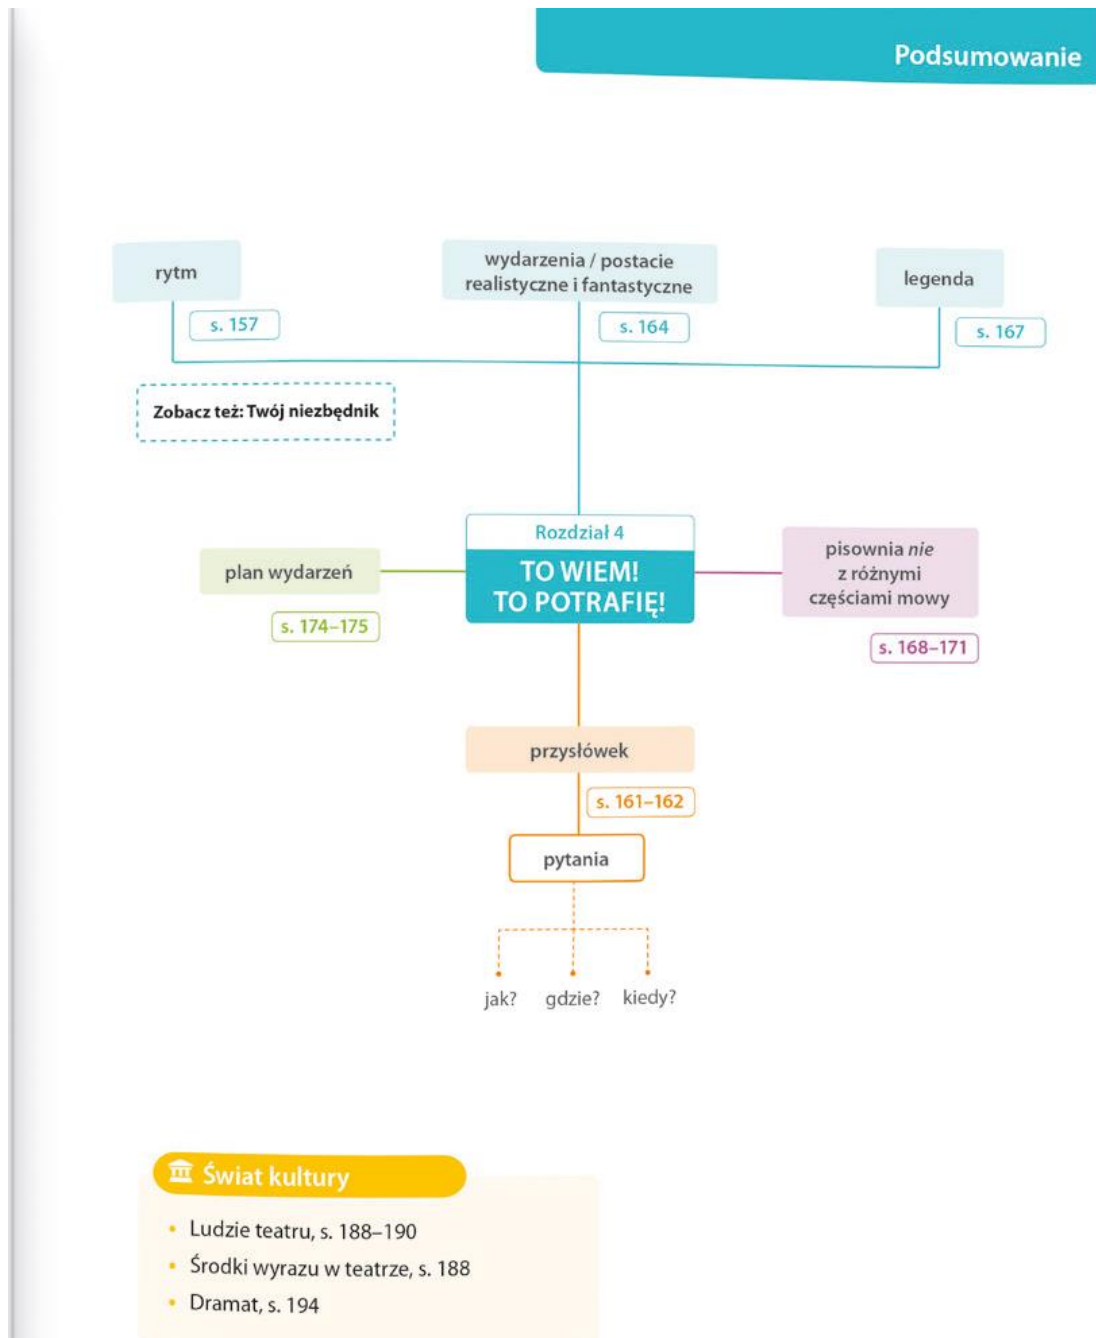 Podsumowanie
rytm
s. 157
wydarzenia / postacie
realistyczne i fantastyczne
s. 164
legenda
s. 167
Zobacz też: Twój niezbędnik
Rozdział 4
TO WIEM!
TO POTRAFIĘ!
plan wydarzeń
s. 174–175
pisownia nie
z różnymi
częściami mowy
s. 168–171
przysłówek
s. 161–162
pytania
jak? gdzie? kiedy?
Świat kultury
• Ludzie teatru, s. 188–190
• Środki wyrazu w teatrze, s. 188
• Dramat, s. 194